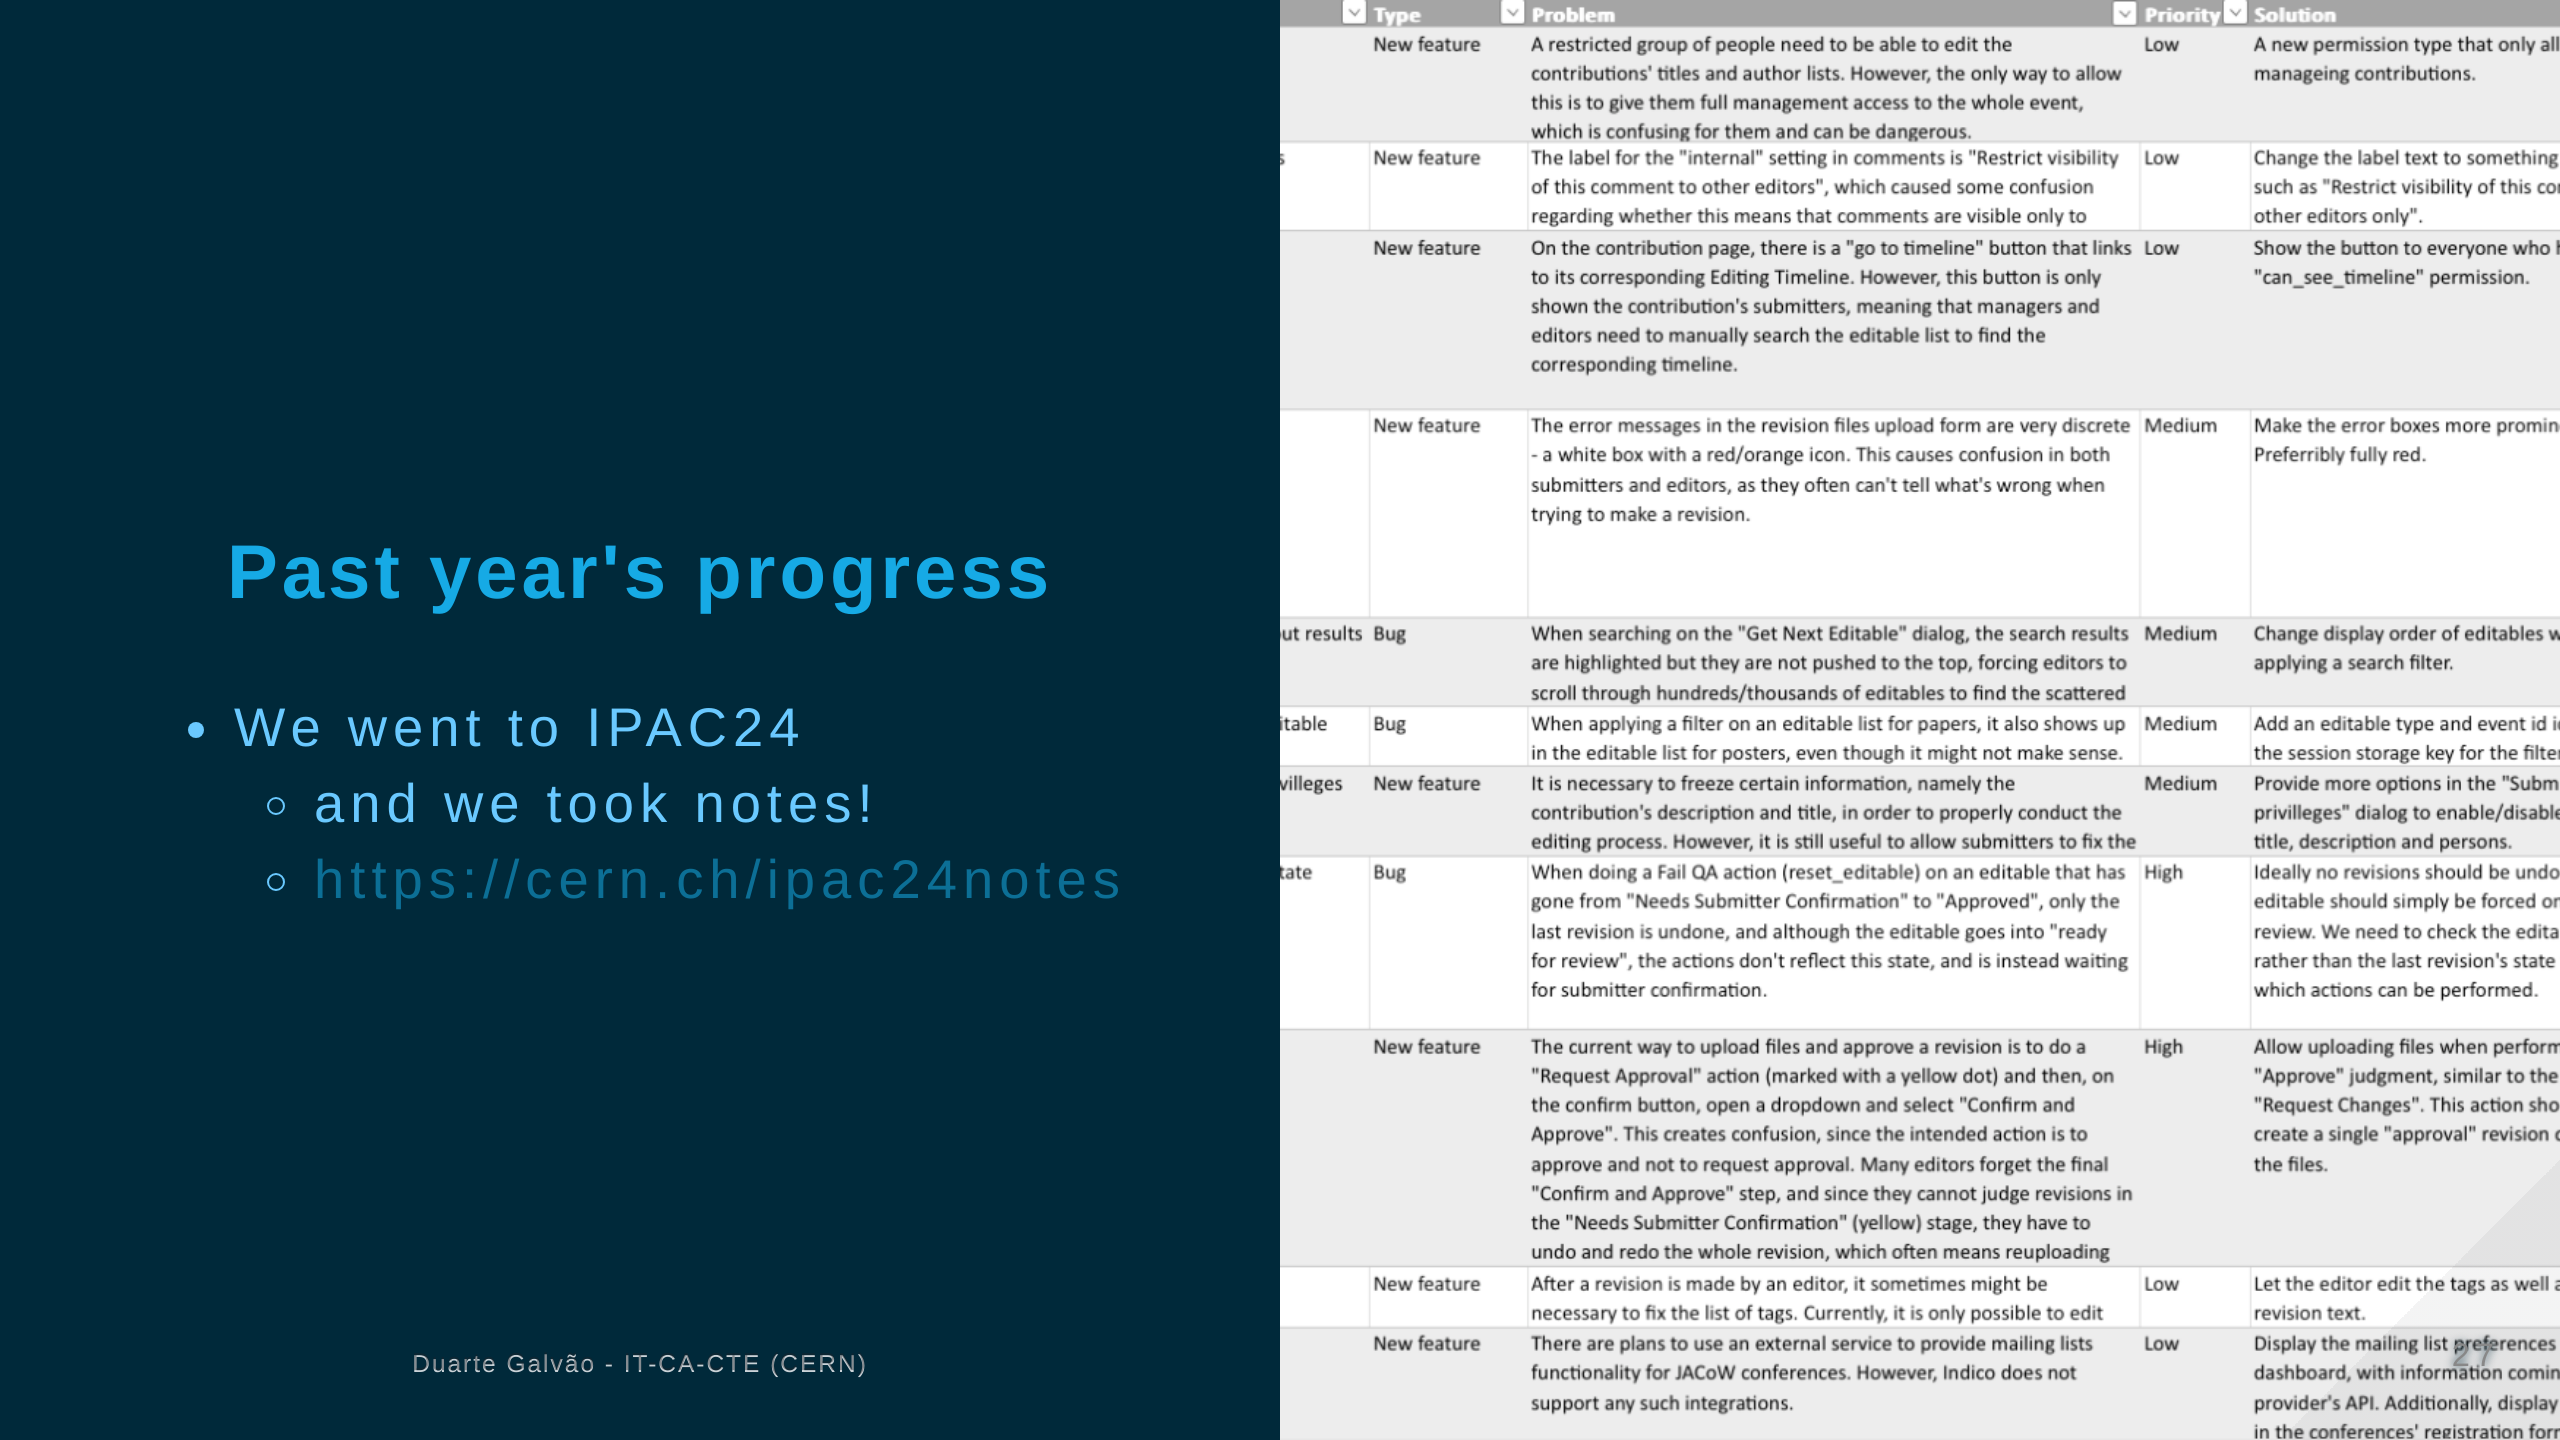 Past year's progress
We went to IPAC24
and we took notes!
https://cern.ch/ipac24notes
Duarte Galvão - IT-CA-CTE (CERN)
Type Problem Priority Solution
New feature
A restricted group of people need to be able to edit the
contributions' titles and author lists. However, the only way to allow
this is to give them full management access to the whole event,
which is confusing for them and can be dangerous.
Low
A new permission type that only all
manageing contributions.
s
New feature
The label for the "internal" setting in comments is "Restrict visibility
of this comment to other editors", which caused some confusion
regarding whether this means that comments are visible only to
Low
Change the label text to something
such as "Restrict visibility of this co
other editors only".
New feature
On the contribution page, there is a "go to timeline" button that links
to its corresponding Editing Timeline. However, this button is only
shown the contribution's submitters, meaning that managers and
editors need to manually search the editable list to find the
corresponding timeline.
Low
Show the button to everyone who h
"can_see_timeline" permission.
New feature
The error messages in the revision files upload form are very discrete
- a white box with a red/orange icon. This causes confusion in both
submitters and editors, as they often can't tell what's wrong when
trying to make a revision.
Medium
Make the error boxes more promin
Preferribly fully red.
ut results
Bug
When searching on the "Get Next Editable" dialog, the search results
are highlighted but they are not pushed to the top, forcing editors to
scroll through hundreds/thousands of editables to find the scattered
Medium
Change display order of editables w
applying a search filter.
itable
Bug
When applying a filter on an editable list for papers, it also shows up
in the editable list for posters, even though it might not make sense.
Medium
Add an editable type and event id i
the session storage key for the filter
villeges
New feature
It is necessary to freeze certain information, namely the
contribution's description and title, in order to properly conduct the
editing process. However, it is still useful to allow submitters to fix the
Medium
Provide more options in the "Subm
privilleges" dialog to enable/disable
title, description and persons.
tate
Bug
When doing a Fail QA action (reset_editable) on an editable that has
gone from "Needs Submitter Confirmation" to "Approved", only the
last revision is undone, and although the editable goes into "ready
for review", the actions don't reflect this state, and is instead waiting
for submitter confirmation.
High
Ideally no revisions should be undo
editable should simply be forced or
review. We need to check the edita
rather than the last revision's state
which actions can be performed.
New feature
The current way to upload files and approve a revision is to do a
"Request Approval" action (marked with a yellow dot) and then, on
the confirm button, open a dropdown and select "Confirm and
Approve". This creates confusion, since the intended action is to
approve and not to request approval. Many editors forget the final
"Confirm and Approve" step, and since they cannot judge revisions in
the "Needs Submitter Confirmation" (yellow) stage, they have to
undo and redo the whole revision, which often means reuploading
High
Allow uploading files when perform
"Approve" judgment, similar to the
"Request Changes". This action sho
create a single "approval" revision
the files.
New feature
After a revision is made by an editor, it sometimes might be
necessary to fix the list of tags. Currently, it is only possible to edit
Low
Let the editor edit the tags as well a
revision text.
New feature
There are plans to use an external service to provide mailing lists
functionality for JACoW conferences. However, Indico does not
support any such integrations.
Low
Display the mailing list preferences
dashboard, with information comin
provider's API. Additionally, display
in the conferences' registration for
27